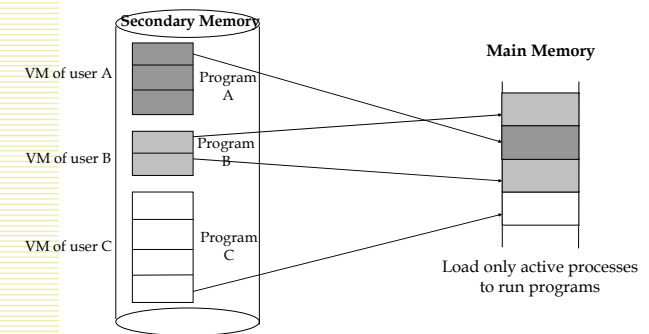 Secondary Memory
Main Memory
VM of user A
Program
A
VM of user B
Program
B
VM of user C
Program
C
Load only active processes
to run programs